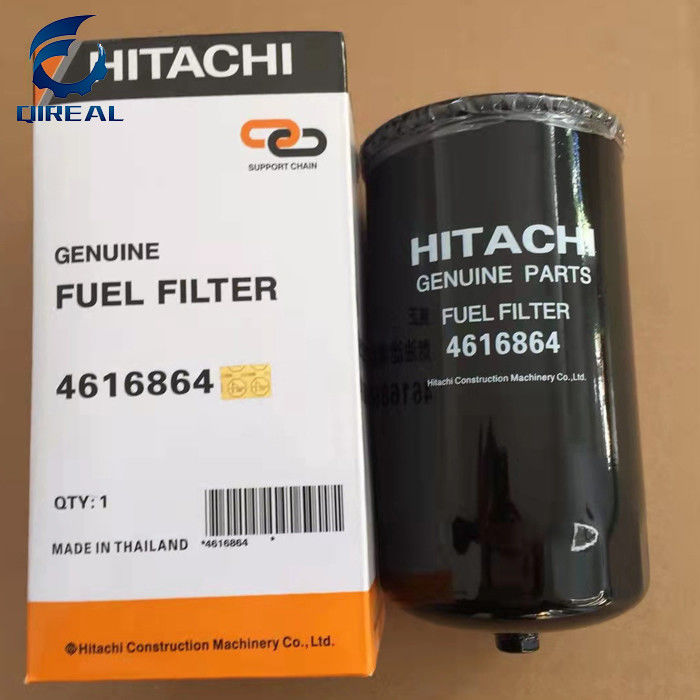 HITACHI
QIREAL
SUPPORT CHAIN
GENUINE
FUEL FILTER
4616864
QTY: 1
MADE IN THAILAND
*4616864 *
©Hitachi Construction Machinery Co., Ltd.
HITACHI
GENUINE PARTS
FUEL FILTER
4616864
Hitachi Construction Machinery Co.,Ltd.